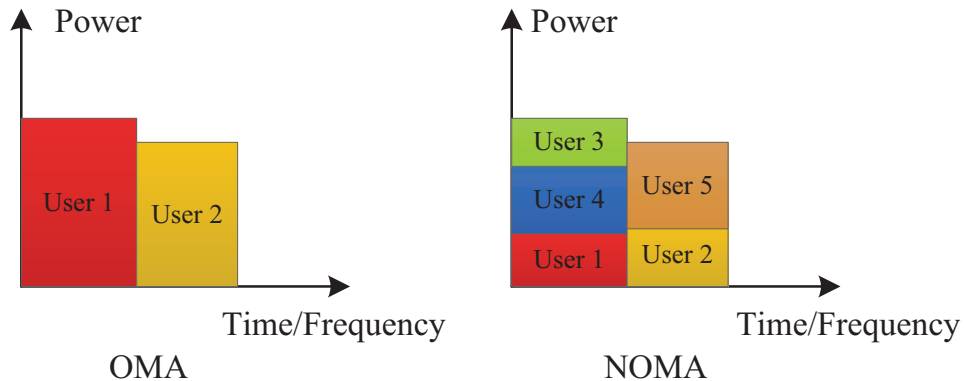 Power
User 1
User 2
Time/Frequency
OMA
Power
User 3
User 4
User 1
User 5
User 2
Time/Frequency
NOMA